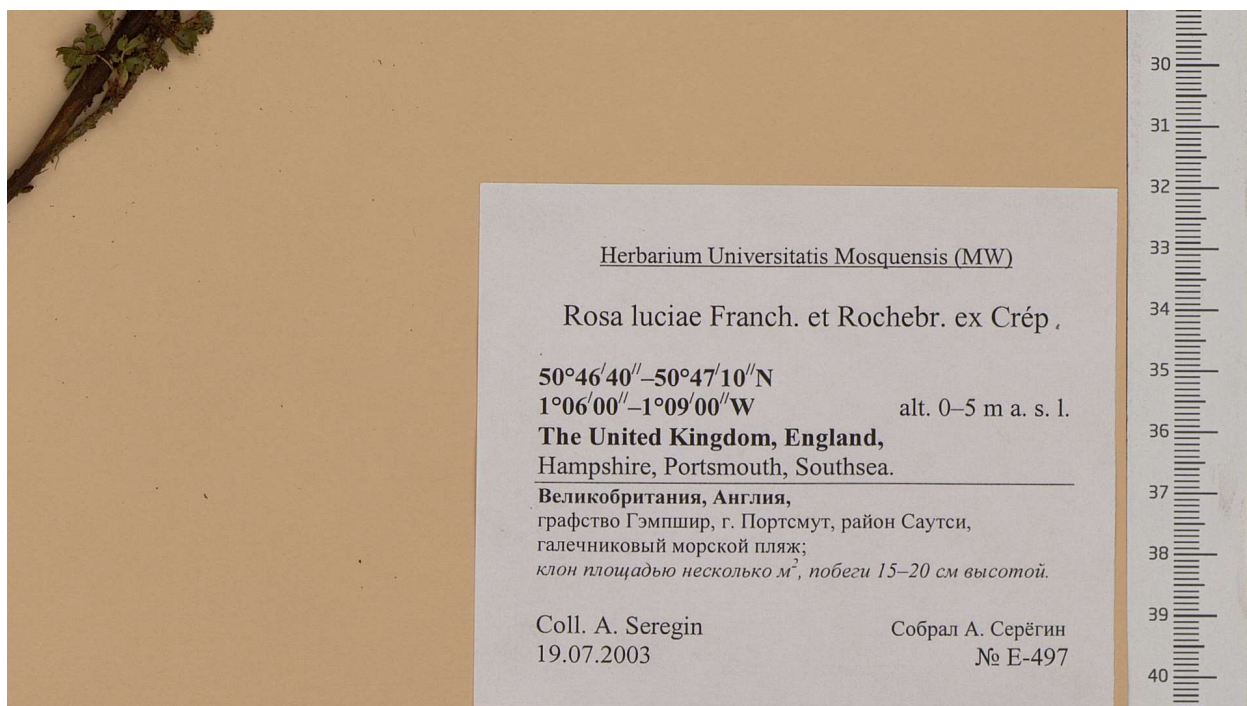 Herbarium Universitatis Mosquensis (MW)
Rosa luciae Franch. et Rochebr. ex Crép.
50°46′40″–50°47′10″N
1°06′00″–1°09′00″W alt. 0–5 m a. s. l.
The United Kingdom, England,
Hampshire, Portsmouth, Southsea.
Великобритания, Англия,
графство Гэмпшир, г. Портсмут, район Саутси,
галечниковый морской пляж;
клон площадью несколько м², побеги 15–20 см высотой.
Coll. A. Seregin Собрал А. Серёгин
19.07.2003 № E-497
30
31
32
33
34
35
36
37
38
39
40